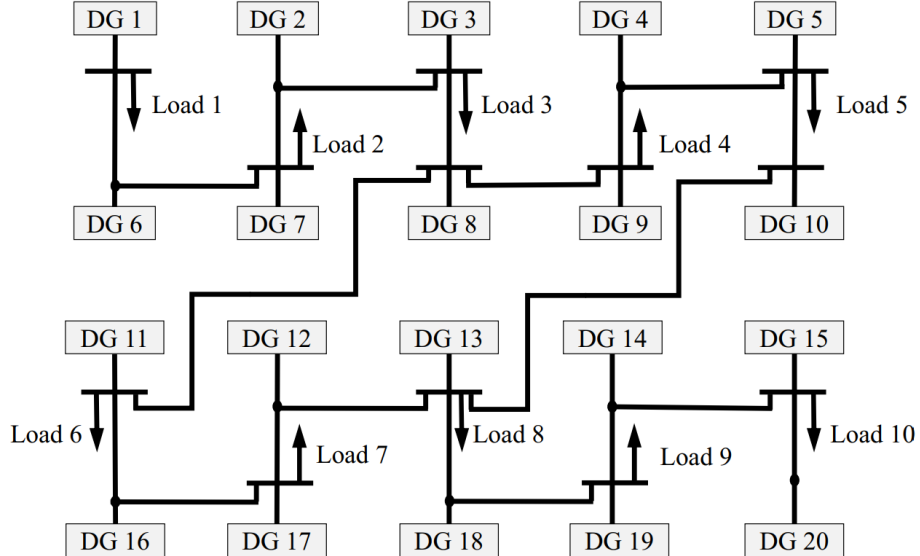 DG 1
DG 2
DG 3
DG 4
DG 5
Load 1
Load 2
Load 3
Load 4
Load 5
DG 6
DG 7
DG 8
DG 9
DG 10
DG 11
DG 12
DG 13
DG 14
DG 15
Load 6
Load 7
Load 8
Load 9
Load 10
DG 16
DG 17
DG 18
DG 19
DG 20